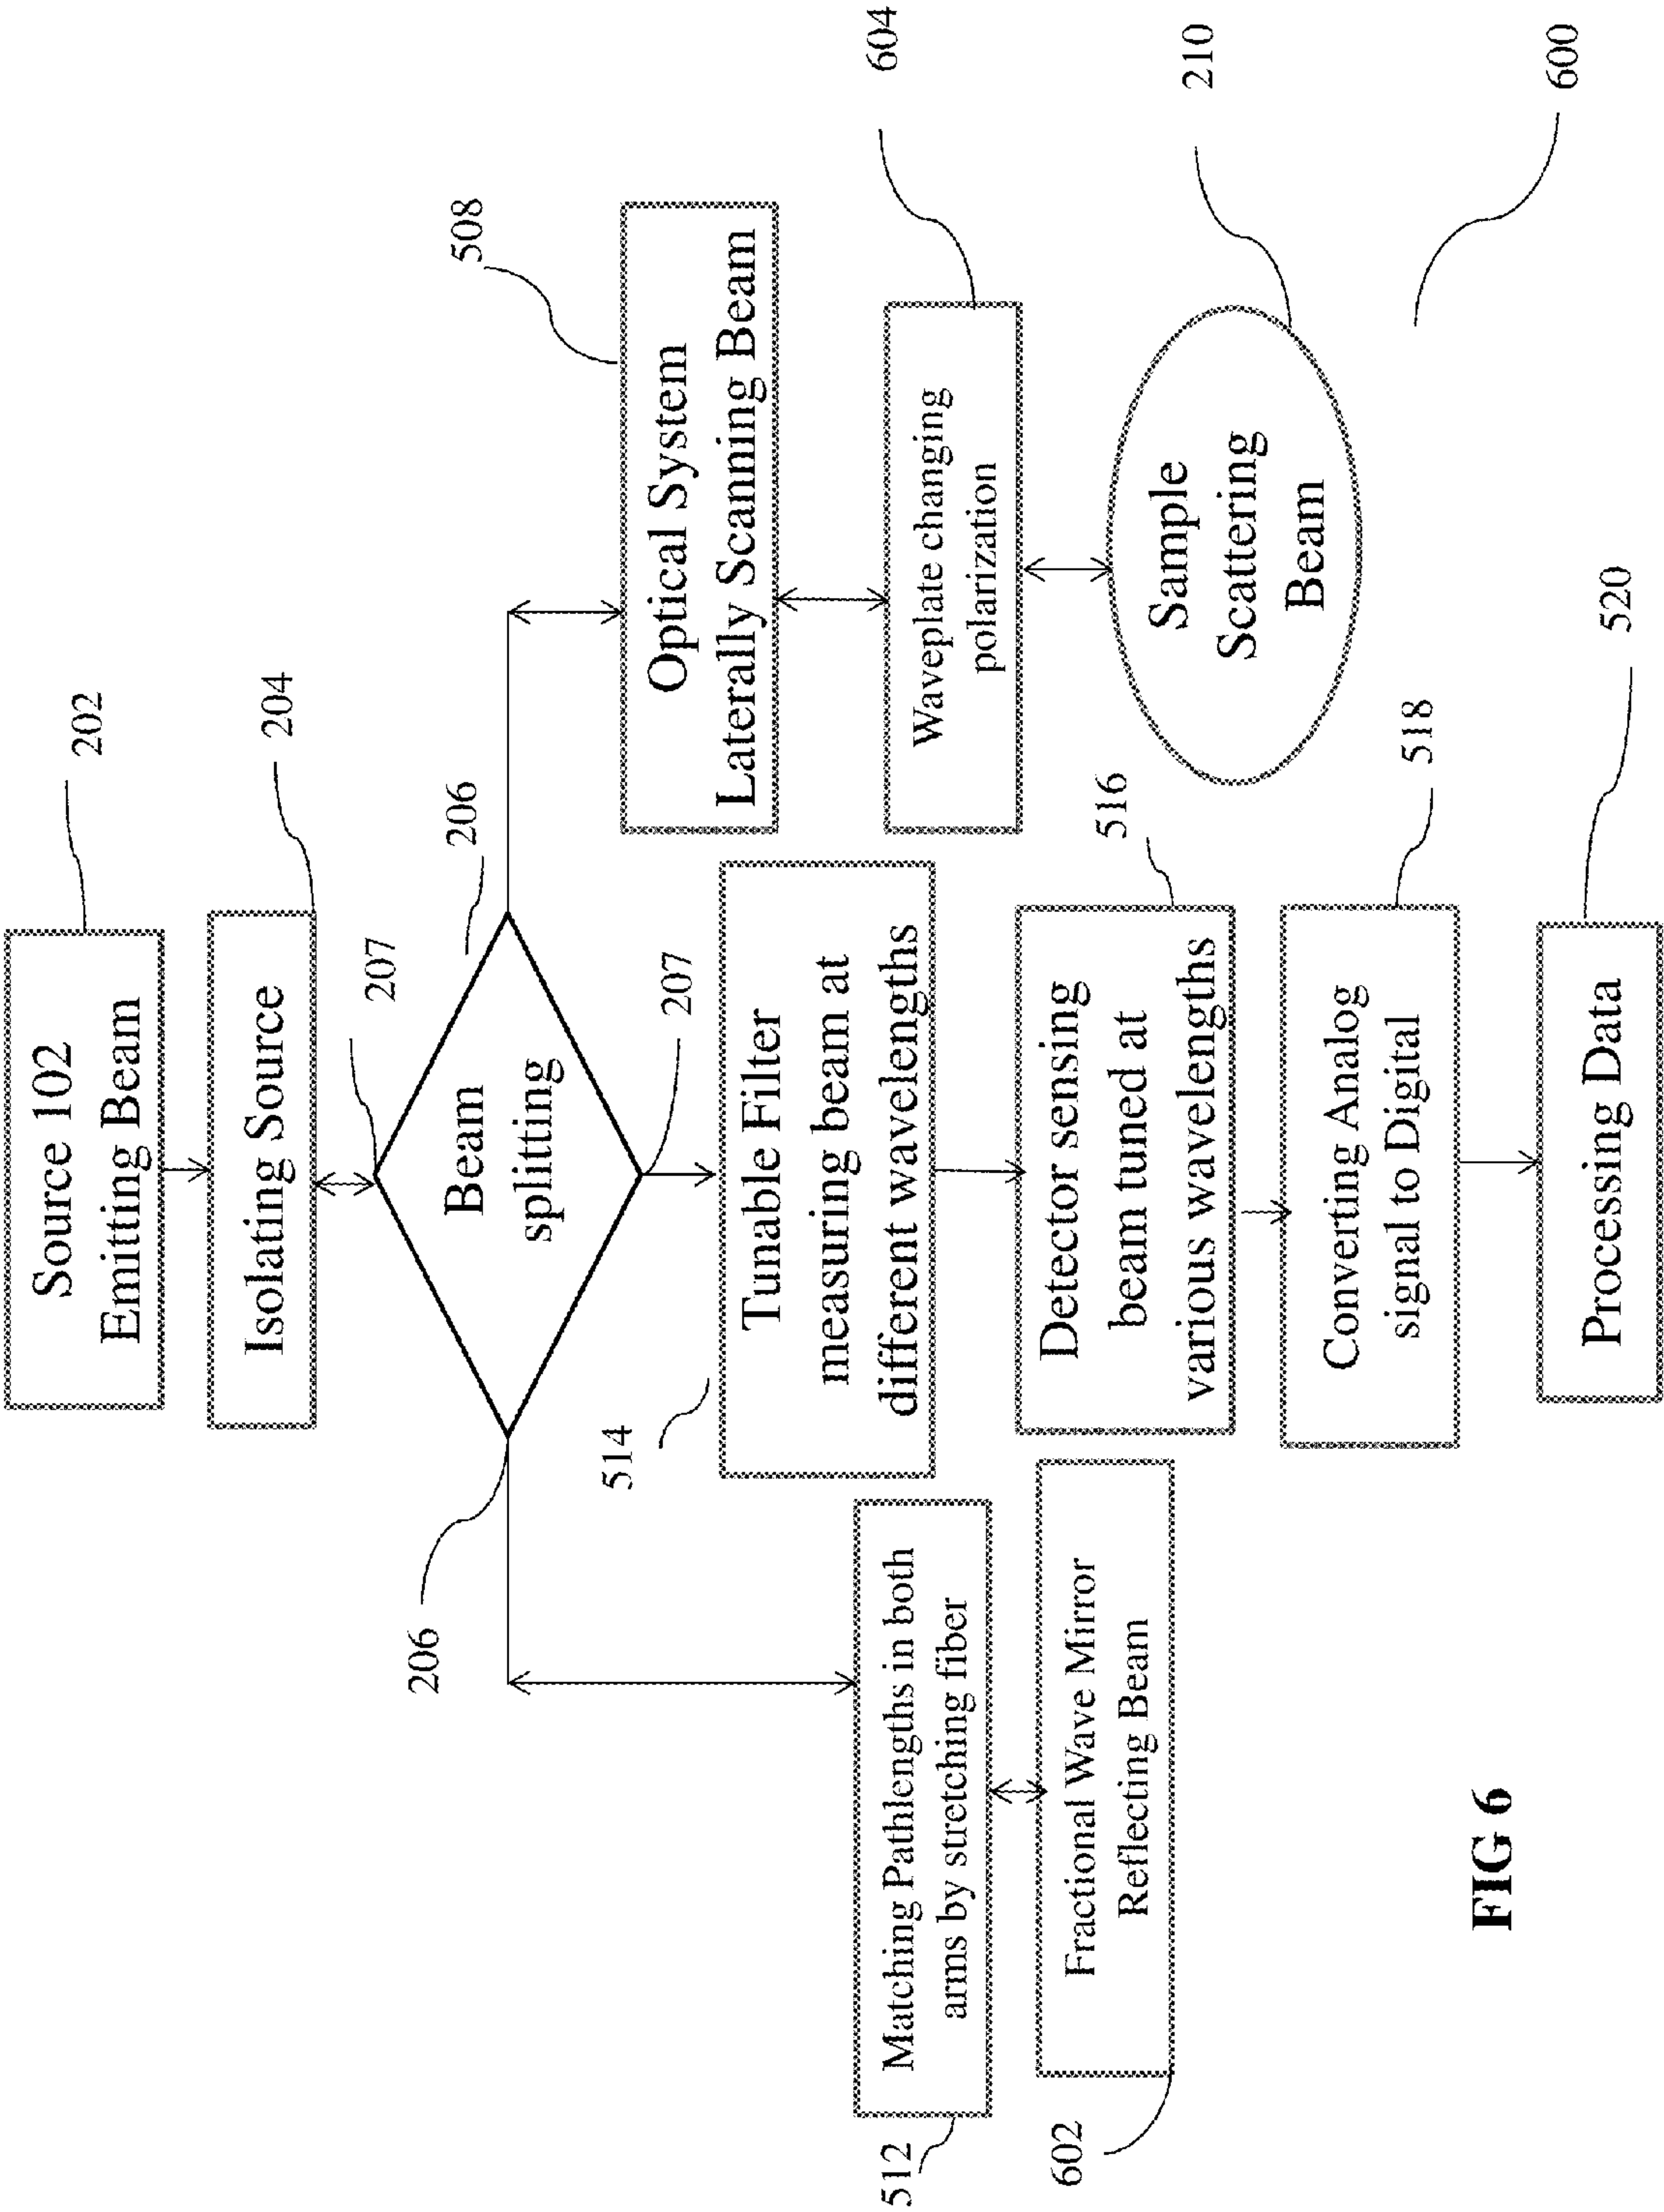 202
Source 102
Emitting Beam
204
Isolating Source
207
206
Beam
splitting
206
207
508
Optical System
Laterally Scanning Beam
604
Waveplate changing
polarization
210
Sample
Scattering
Beam
600
514
Tunable Filter
measuring beam at
different wavelengths
516
Detector sensing
beam tuned at
various wavelengths
518
Converting Analog
signal to Digital
520
Processing Data
512
Matching Pathlengths in both
arms by stretching fiber
602
Fractional Wave Mirror
Reflecting Beam
FIG 6